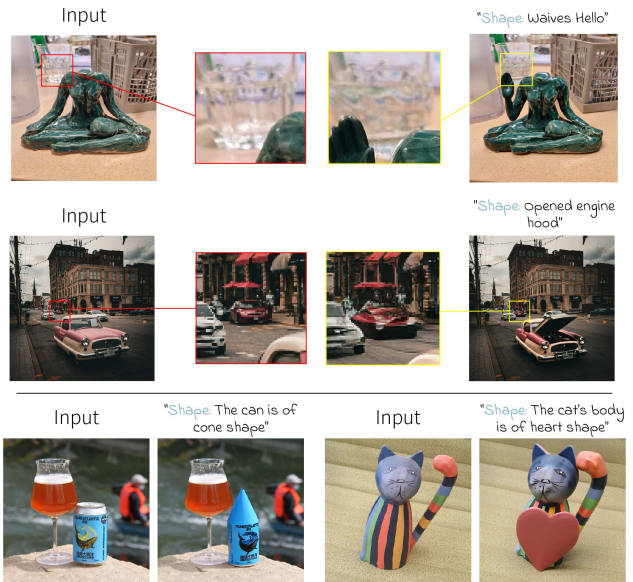 Input
"Shape: Waives Hello"
Input
"Shape: Opened engine
hood"
Input
"Shape: The can is of
cone shape"
Input
"Shape: The cat's body
is of heart shape"